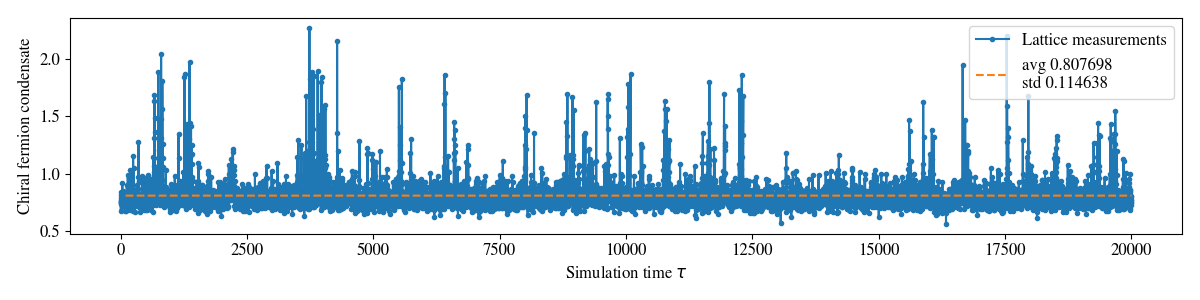 Chiral fermion condensate
2.0
1.5
1.0
0.5
0
2500
5000
7500
10000
12500
15000
17500
20000
Simulation time τ
Lattice measurements
avg 0.807698
std 0.114638